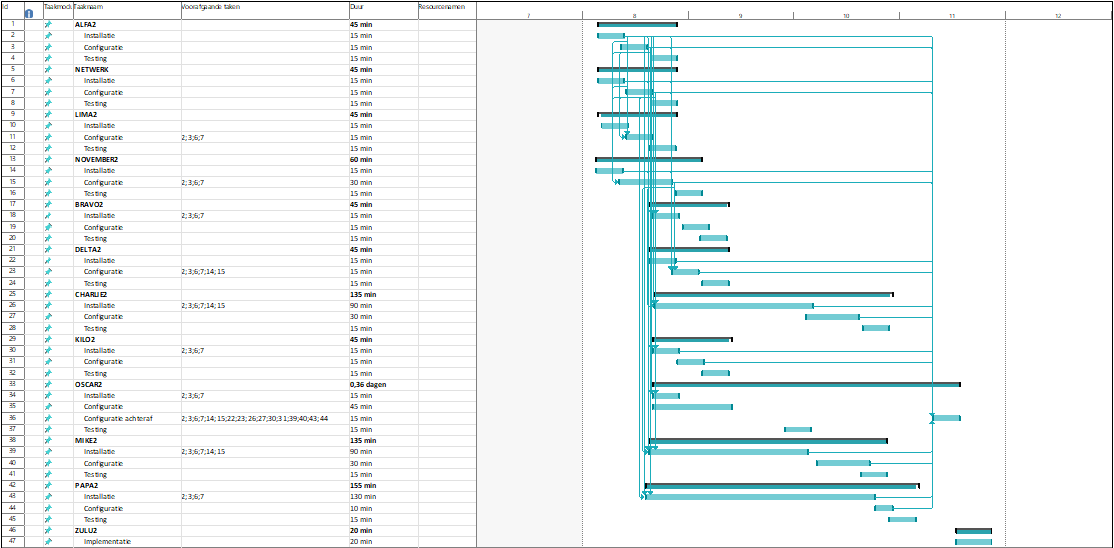 Id Taakmodu Taaknaam Voorafgaande taken Duur Resourcenamen
7 8 9 10 11 12
1 ALFA2 45 min
2 Installatie 15 min
3 Configuratie 15 min
4 Testing 15 min
5 NETWERK 45 min
6 Installatie 15 min
7 Configuratie 15 min
8 Testing 15 min
9 LIMA2 45 min
10 Installatie 15 min
11 Configuratie 2;3;6;7 15 min
12 Testing 15 min
13 NOVEMBER2 60 min
14 Installatie 15 min
15 Configuratie 2;3;6;7 30 min
16 Testing 15 min
17 BRAVO2 45 min
18 Installatie 2;3;6;7 15 min
19 Configuratie 15 min
20 Testing 15 min
21 DELTA2 45 min
22 Installatie 15 min
23 Configuratie 2;3;6;7;14;15 15 min
24 Testing 15 min
25 CHARLIE2 135 min
26 Installatie 2;3;6;7;14;15 90 min
27 Configuratie 30 min
28 Testing 15 min
29 KILO2 45 min
30 Installatie 2;3;6;7 15 min
31 Configuratie 15 min
32 Testing 15 min
33 OSCAR2 0,36 dagen
34 Installatie 2;3;6;7 15 min
35 Configuratie 45 min
36 Configuratie achteraf 2;3;6;7;14;15;22;23;26;27;30;31;39;40;43;44 15 min
37 Testing 15 min
38 MIKE2 135 min
39 Installatie 2;3;6;7;14;15 90 min
40 Configuratie 30 min
41 Testing 15 min
42 PAPA2 155 min
43 Installatie 2;3;6;7 130 min
44 Configuratie 10 min
45 Testing 15 min
46 ZULU2 20 min
47 Implementatie 20 min